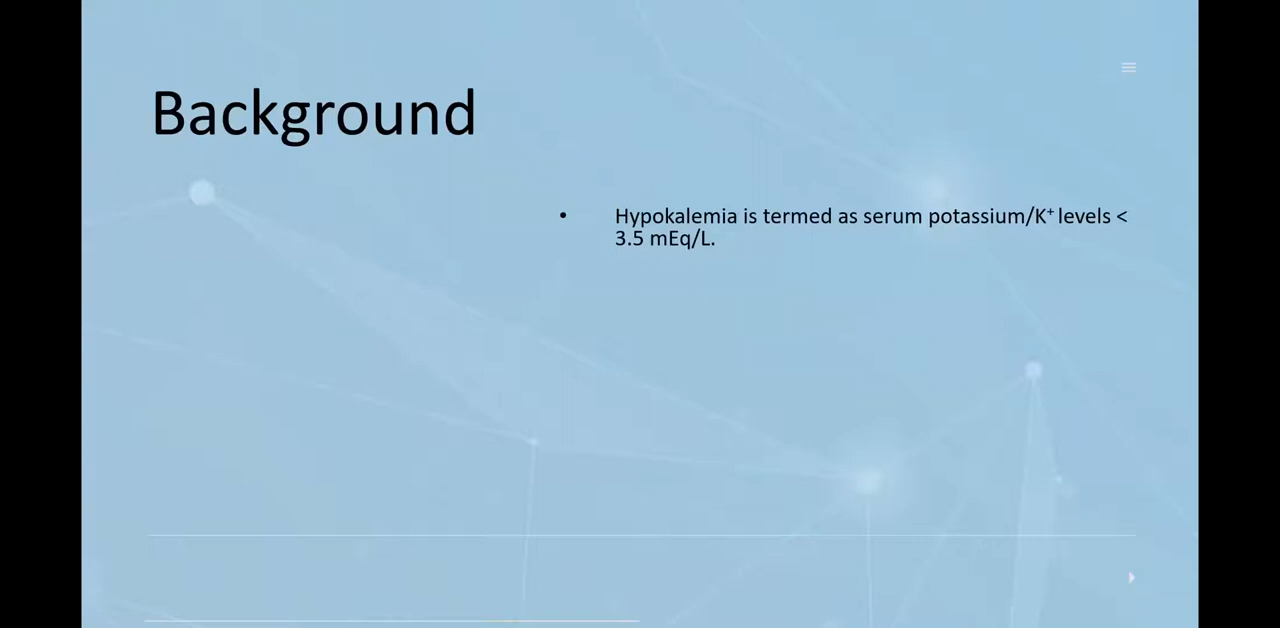 Background
• Hypokalemia is termed as serum potassium/K⁺ levels <
3.5 mEq/L.